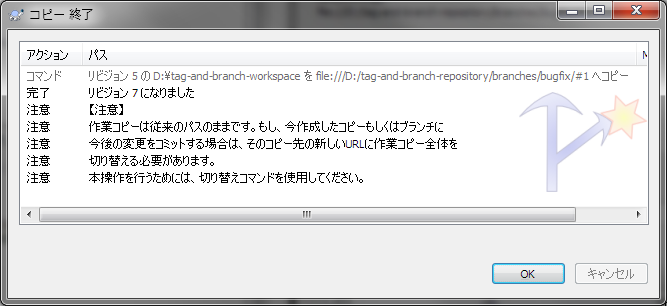 コピー 終了
アクション パス
コマンド リビジョン 5 の D:¥tag-and-branch-workspace を file:///D:/tag-and-branch-repository/branches/bugfix/#1 へコピー
完了 リビジョン 7 になりました
注意 【注意】
注意 作業コピーは従来のパスのままです。もし、今作成したコピーもしくはブランチに
注意 今後の変更をコミットする場合は、そのコピー先の新しいURLに作業コピー全体を
注意 切り替える必要があります。
注意 本操作を行うためには、切り替えコマンドを使用してください。
OK キャンセル